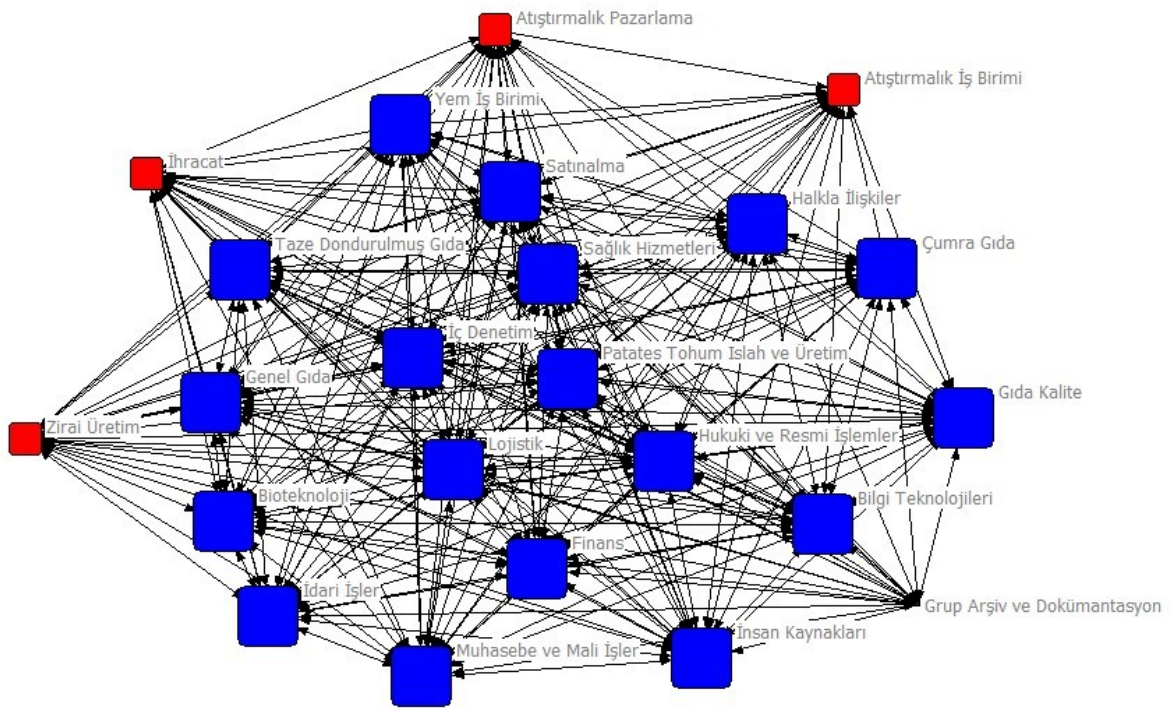 Atıştırmalık Pazarlama
Atıştırmalık İş Birimi
Yem İş Birimi
İhracat
Satınalma
Halkla İlişkiler
Taze Dondurulmuş Gıda
Sağlık Hizmetleri
Çumra Gıda
İç Denetim
Patates Tohum Islah ve Üretim
Genel Gıda
Gıda Kalite
Zirai Üretim
Lojistik
Hukuki ve Resmi İşlemler
Bioteknoloji
Bilgi Teknolojileri
Finans
İdari İşler
Grup Arşiv ve Dokümantasyon
İnsan Kaynakları
Muhasebe ve Mali İşler